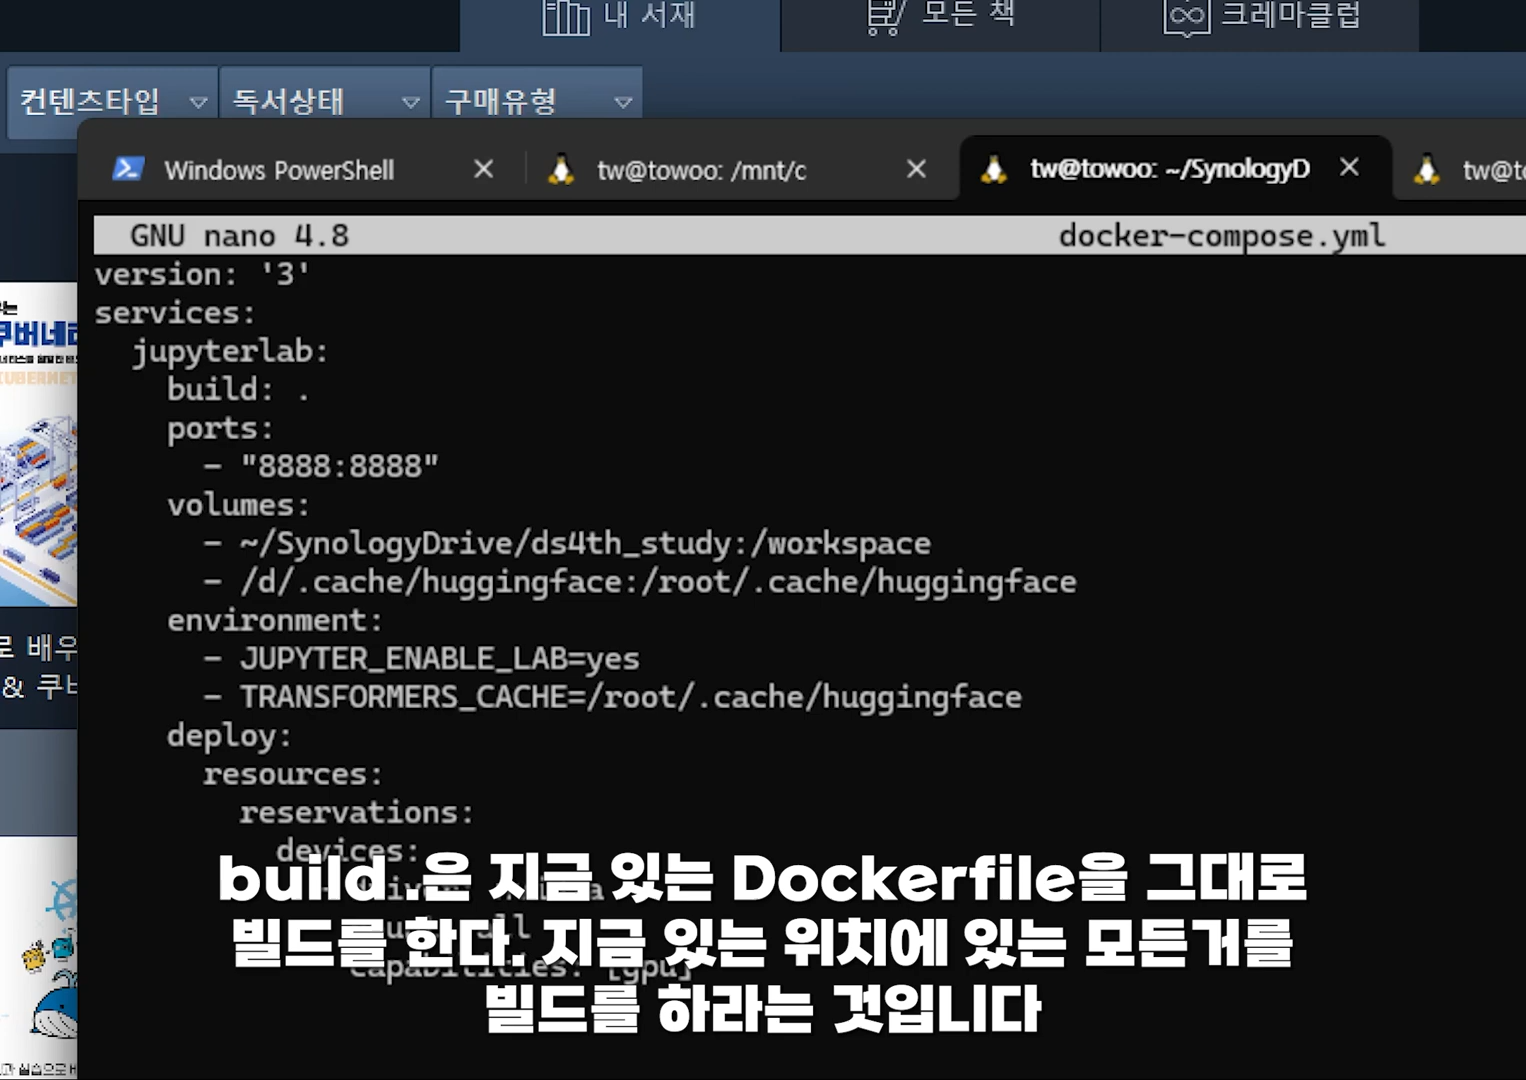 내 서재
모든 책
크레마클럽
컨텐츠타입
독서상태
구매유형
Windows PowerShell
tw@towoo: /mnt/c
tw@towoo: ~/SynologyD
GNU nano 4.8
docker-compose.yml
version: '3'
services:
jupyterlab:
build: .
ports:
- "8888:8888"
volumes:
- ~/SynologyDrive/ds4th_study:/workspace
- /d/.cache/huggingface:/root/.cache/huggingface
environment:
- JUPYTER_ENABLE_LAB=yes
- TRANSFORMERS_CACHE=/root/.cache/huggingface
deploy:
resources:
reservations:
devices:
capabilities: [gpu]
build .은 지금 있는 Dockerfile을 그대로
빌드를 한다. 지금 있는 위치에 있는 모든거를
빌드를 하라는 것입니다